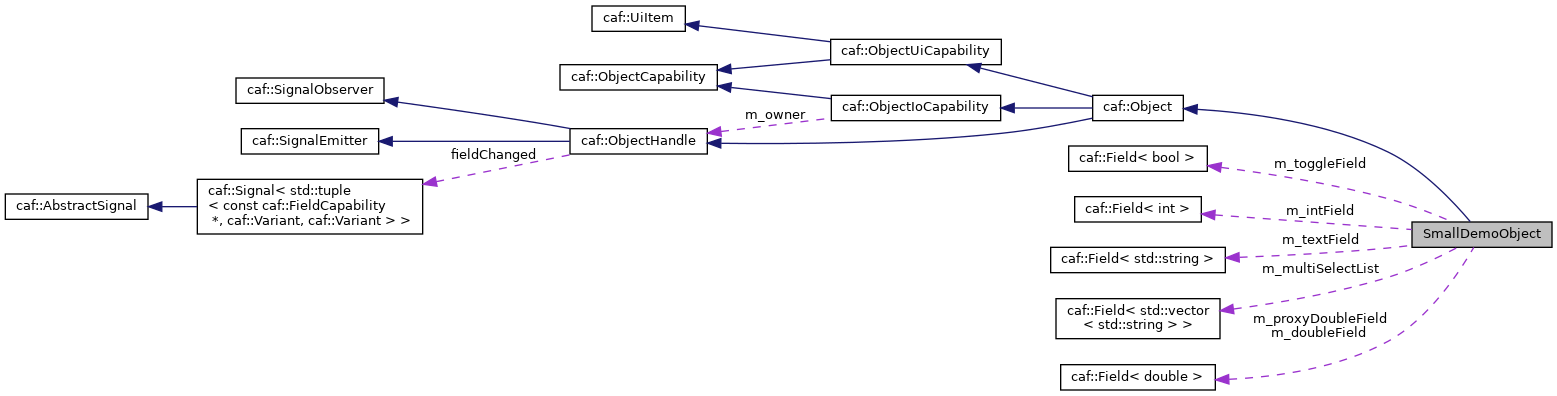 caf::UiItem
caf::ObjectUiCapability
caf::ObjectCapability
caf::SignalObserver
caf::ObjectIoCapability
caf::Object
m_owner
caf::SignalEmitter
caf::ObjectHandle
fieldChanged
caf::Field< bool >
m_toggleField
caf::Signal< std::tuple
< const caf::FieldCapability
*, caf::Variant, caf::Variant > >
caf::AbstractSignal
caf::Field< int >
m_intField
SmallDemoObject
m_textField
caf::Field< std::string >
m_multiSelectList
caf::Field< std::vector
< std::string > >
m_proxyDoubleField
m_doubleField
caf::Field< double >